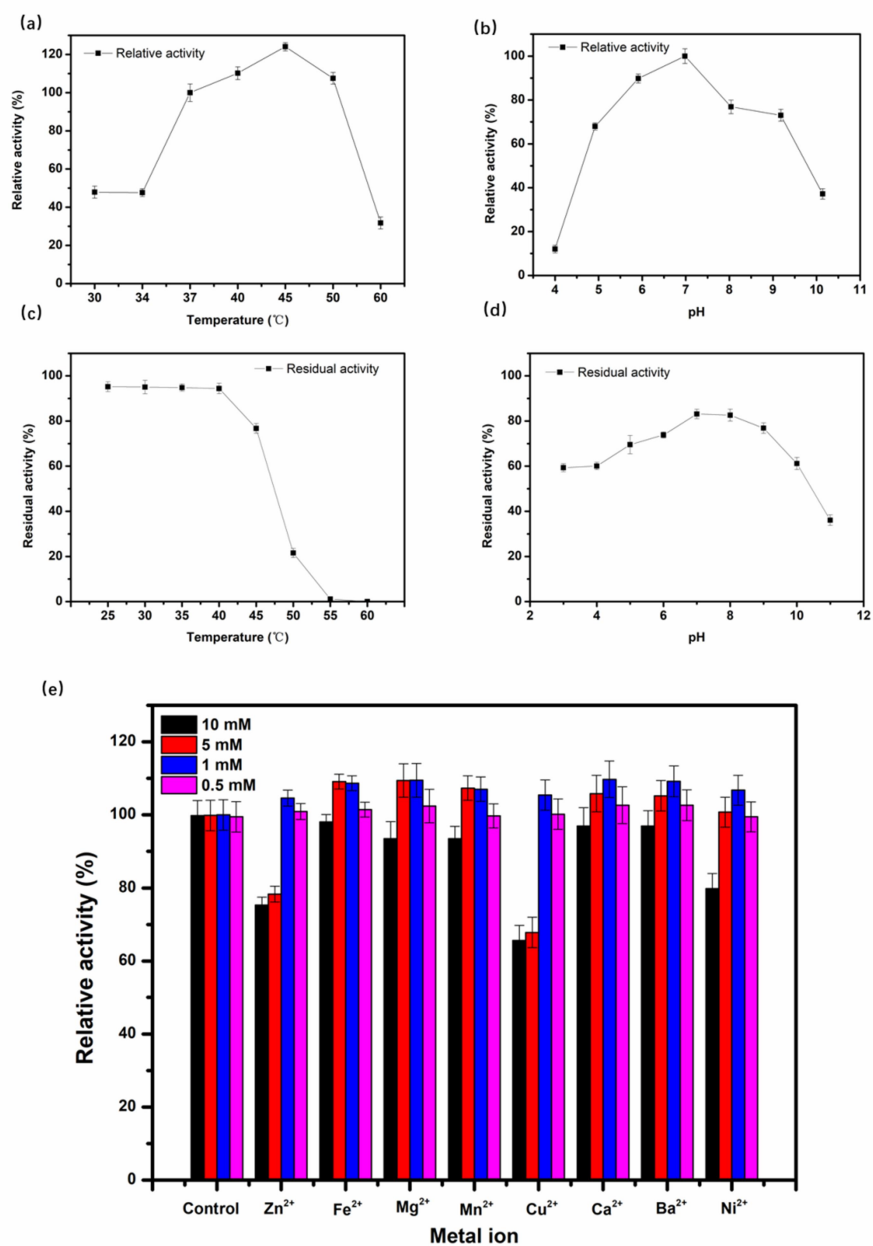 (a)
Relative activity
Relative activity (%)
120
100
80
60
40
20
0
30 34 37 40 45 50 60
Temperature (℃)
(b)
Relative activity
Relative activity (%)
100
80
60
40
20
0
4 5 6 7 8 9 10 11
pH
(c)
Residual activity
Residual activity (%)
100
80
60
40
20
0
25 30 35 40 45 50 55 60
Temperature (℃)
(d)
Residual activity
Residual activity (%)
100
80
60
40
20
0
2 4 6 8 10 12
pH
(e)
10 mM
5 mM
1 mM
0.5 mM
Relative activity (%)
120
100
80
60
40
20
0
Control Zn²⁺ Fe²⁺ Mg²⁺ Mn²⁺ Cu²⁺ Ca²⁺ Ba²⁺ Ni²⁺
Metal ion